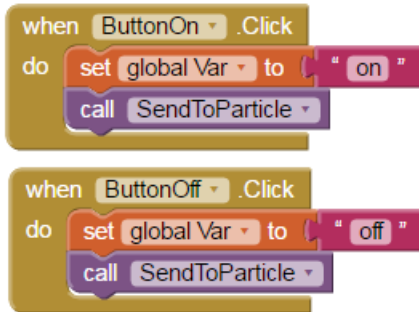 when ButtonOn .Click
do set global Var to " on "
call SendToParticle
when ButtonOff .Click
do set global Var to " off "
call SendToParticle